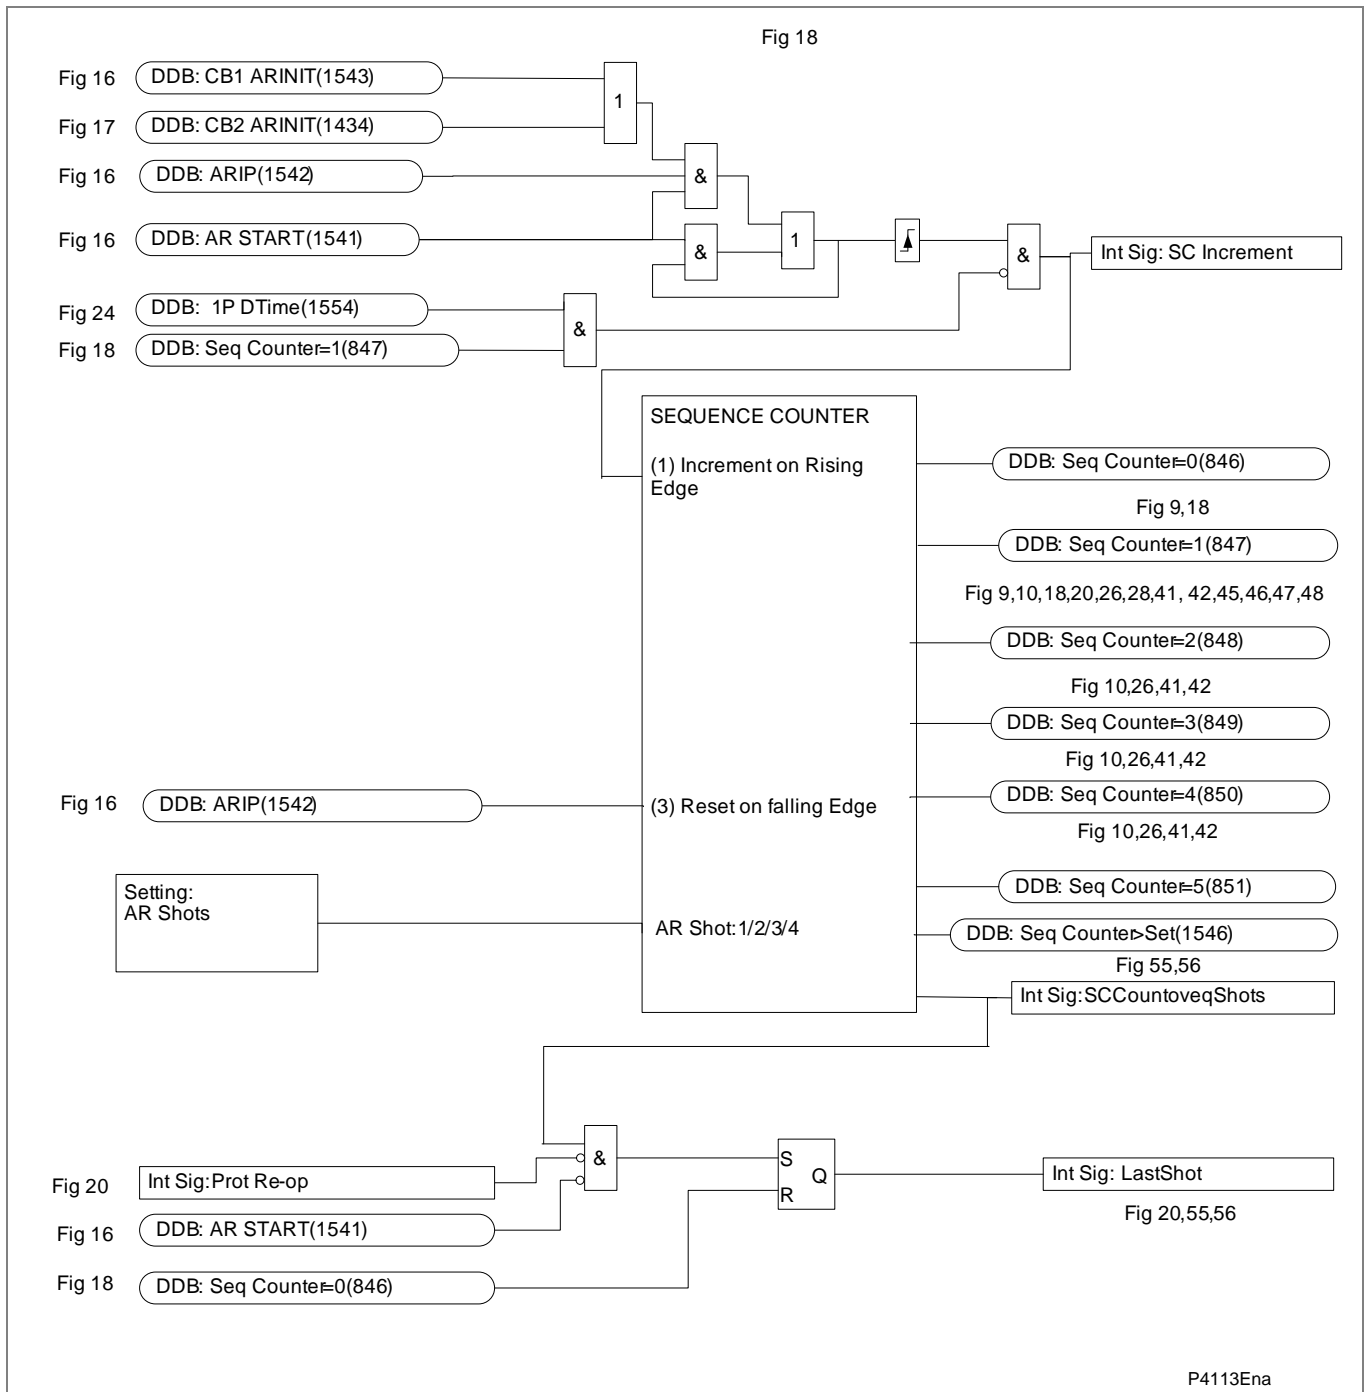 Fig 18
Fig 16 DDB: CB1 ARINIT(1543)
1
Fig 17 DDB: CB2 ARINIT(1434)
Fig 16 DDB: ARIP(1542)
&
Fig 16 DDB: AR START(1541)
&
1
&
Int Sig: SC Increment
Fig 24 DDB: 1P DTime(1554)
&
Fig 18 DDB: Seq Counter=1(847)
SEQUENCE COUNTER
(1) Increment on Rising
Edge
DDB: Seq Counter=0(846)
Fig 9,18
DDB: Seq Counter=1(847)
Fig 9,10,18,20,26,28,41, 42,45,46,47,48
DDB: Seq Counter=2(848)
Fig 10,26,41,42
DDB: Seq Counter=3(849)
Fig 10,26,41,42
Fig 16 DDB: ARIP(1542)
(3) Reset on falling Edge
DDB: Seq Counter=4(850)
Fig 10,26,41,42
Setting:
AR Shots
DDB: Seq Counter=5(851)
AR Shot:1/2/3/4
DDB: Seq Counter>Set(1546)
Fig 55,56
Int Sig:SCCountoveqShots
&
S
Q
R
Fig 20 Int Sig:Prot Re-op
Int Sig: LastShot
Fig 20,55,56
Fig 16 DDB: AR START(1541)
Fig 18 DDB: Seq Counter=0(846)
P4113Ena